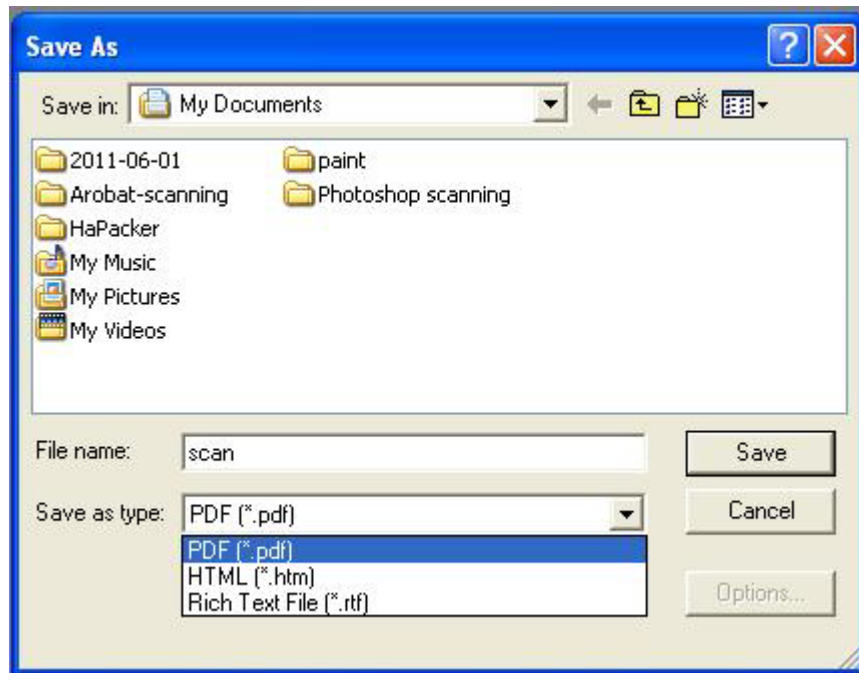 Save As
Save in: My Documents
2011-06-01 paint
Arobat-scanning Photoshop scanning
HaPacker
My Music
My Pictures
My Videos
File name: scan Save
Save as type: PDF (*.pdf) Cancel
PDF (*.pdf)
HTML (*.htm)
Rich Text File (*.rtf) Options...